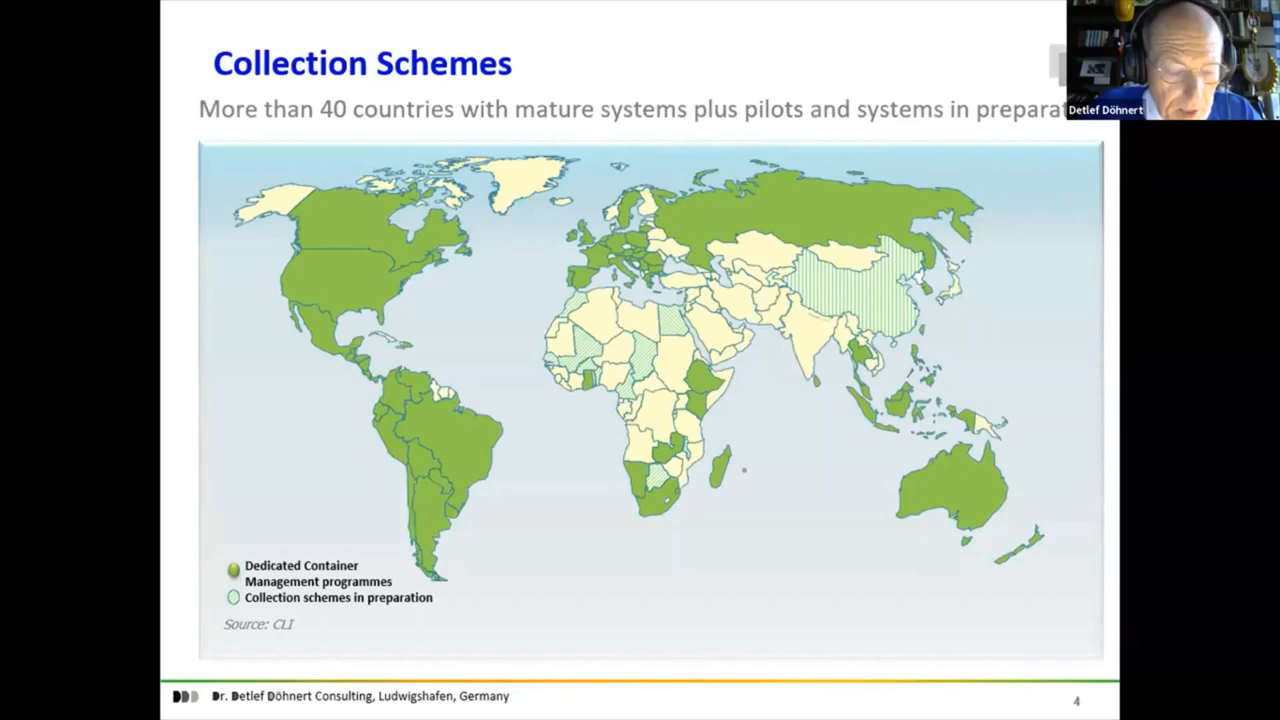 Collection Schemes
More than 40 countries with mature systems plus pilots and systems in
Detlef Döhnert
Dedicated Container
Management programmes
Collection schemes in preparation
Source: CLI
DDD Dr. Detlef Döhnert Consulting, Ludwigshafen, Germany
4